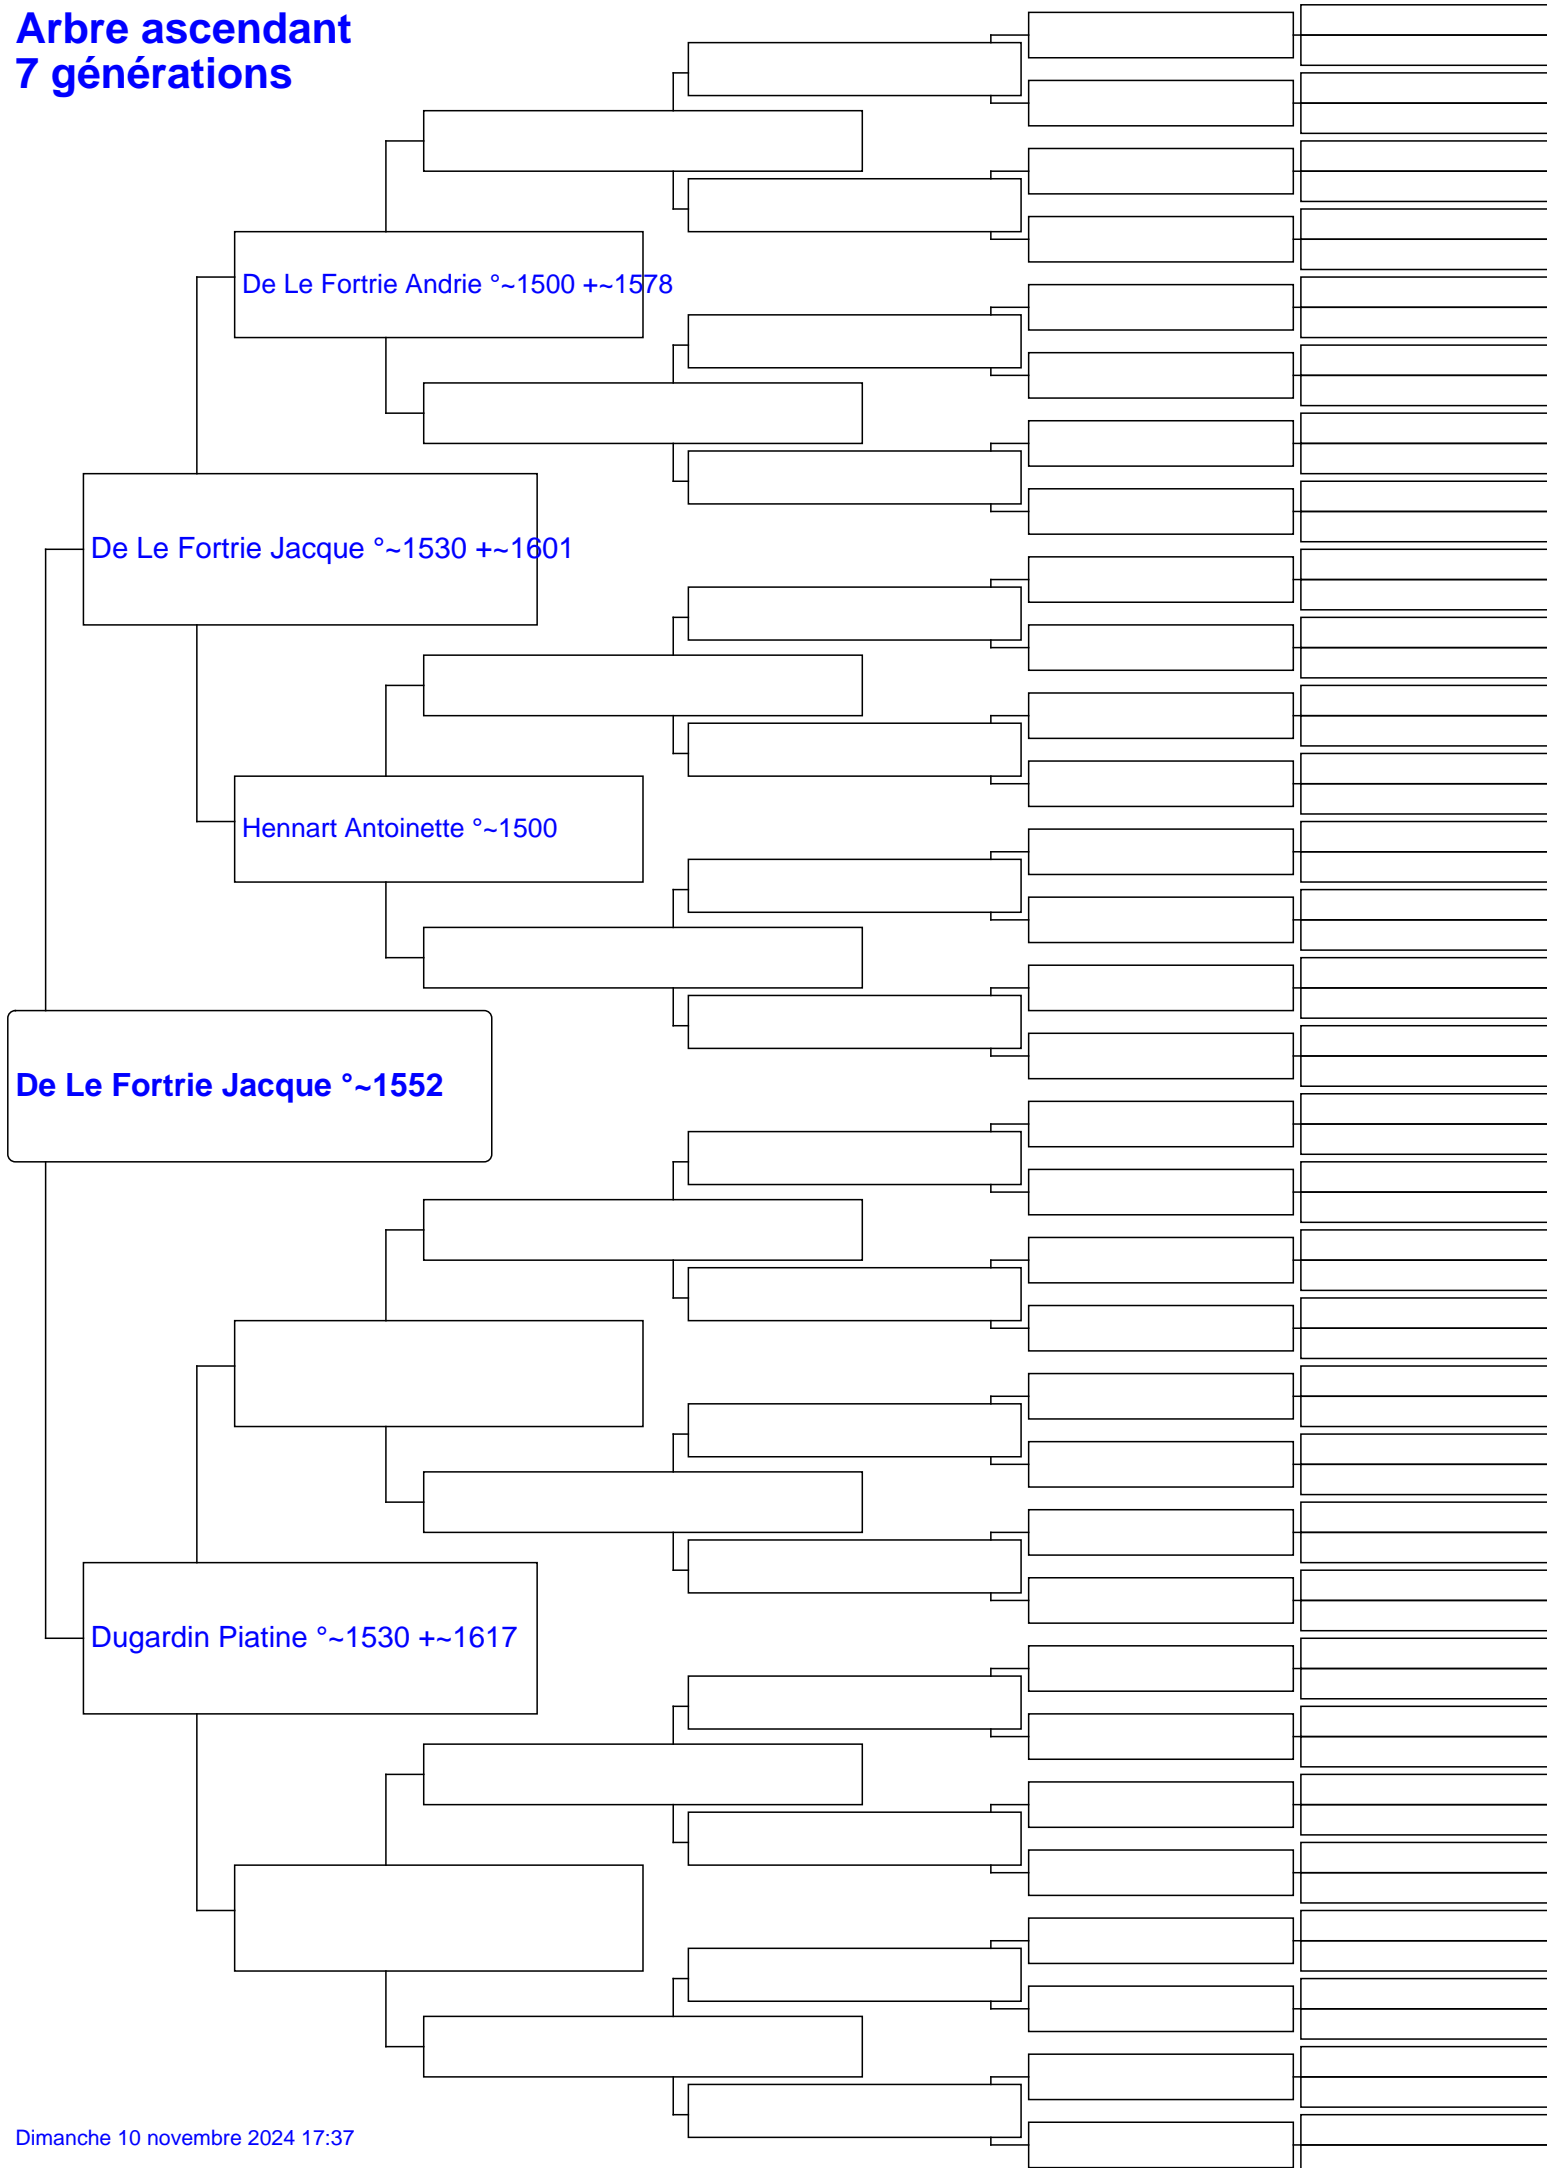 Arbre ascendant
7 générations
De Le Fortrie Andrie °~1500 +~1578
De Le Fortrie Jacque °~1530 +~1601
Hennart Antoinette °~1500
De Le Fortrie Jacque °~1552
Dugardin Piatine °~1530 +~1617
Dimanche 10 novembre 2024 17:37